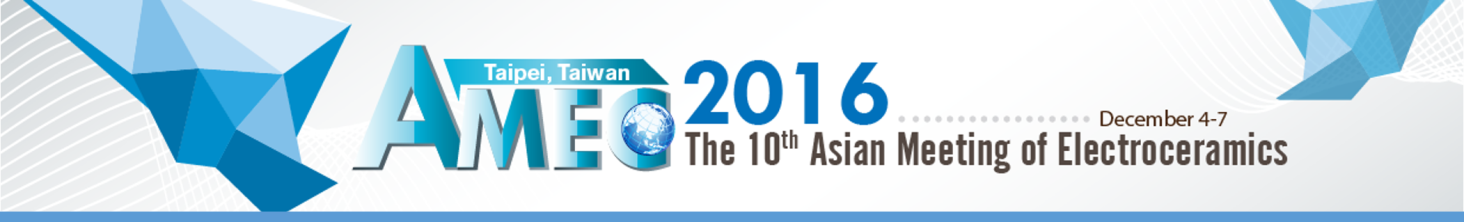 Taipei, Taiwan
AMEC 2016
December 4-7
The 10th Asian Meeting of Electroceramics